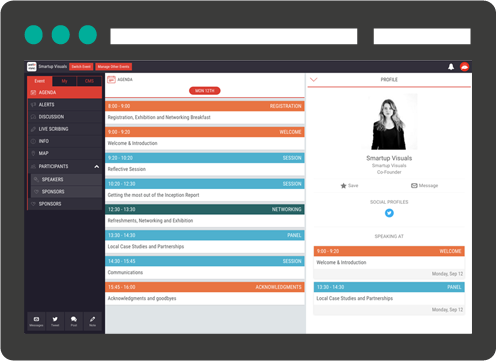 Smartup Visuals
Switch Event
Manage Other Events
Event
My
CMS
AGENDA
ALERTS
DISCUSSION
LIVE SCRIBING
INFO
MAP
PARTICIPANTS
SPEAKERS
SPONSORS
SPONSORS
Messages
Tweet
Post
Note
AGENDA
MON 12TH
8:00 - 9:00 REGISTRATION
Registration, Exhibition and Networking Breakfast
9:00 - 9:20 WELCOME
Welcome & Introduction
9:20 - 10:20 SESSION
Reflective Session
10:20 - 12:30 SESSION
Getting the most out of the Inception Report
12:30 - 13:30 NETWORKING
Refreshments, Networking and Exhibition
13:30 - 14:30 PANEL
Local Case Studies and Partnerships
14:30 - 15:45 SESSION
Communications
15:45 - 16:00 ACKNOWLEDGMENTS
Acknowledgments and goodbyes
PROFILE
Smartup Visuals
Smartup Visuals
Co-Founder
Save
Message
SOCIAL PROFILES
SPEAKING AT
9:00 - 9:20 WELCOME
Welcome & Introduction
Monday, Sep 12
13:30 - 14:30 PANEL
Local Case Studies and Partnerships
Monday, Sep 12